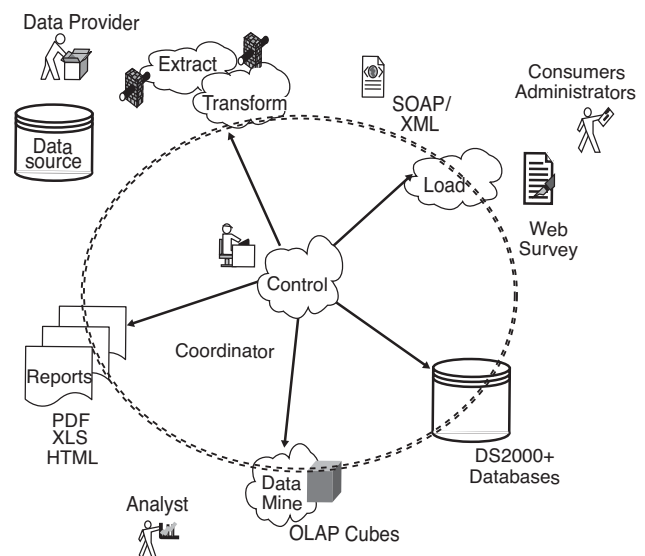 Data Provider
Extract
Transform
SOAP/
XML
Consumers
Administrators
Data
source
Load
Web
Survey
Control
Coordinator
Reports
PDF
XLS
HTML
DS2000+
Databases
Data
Mine
OLAP Cubes
Analyst